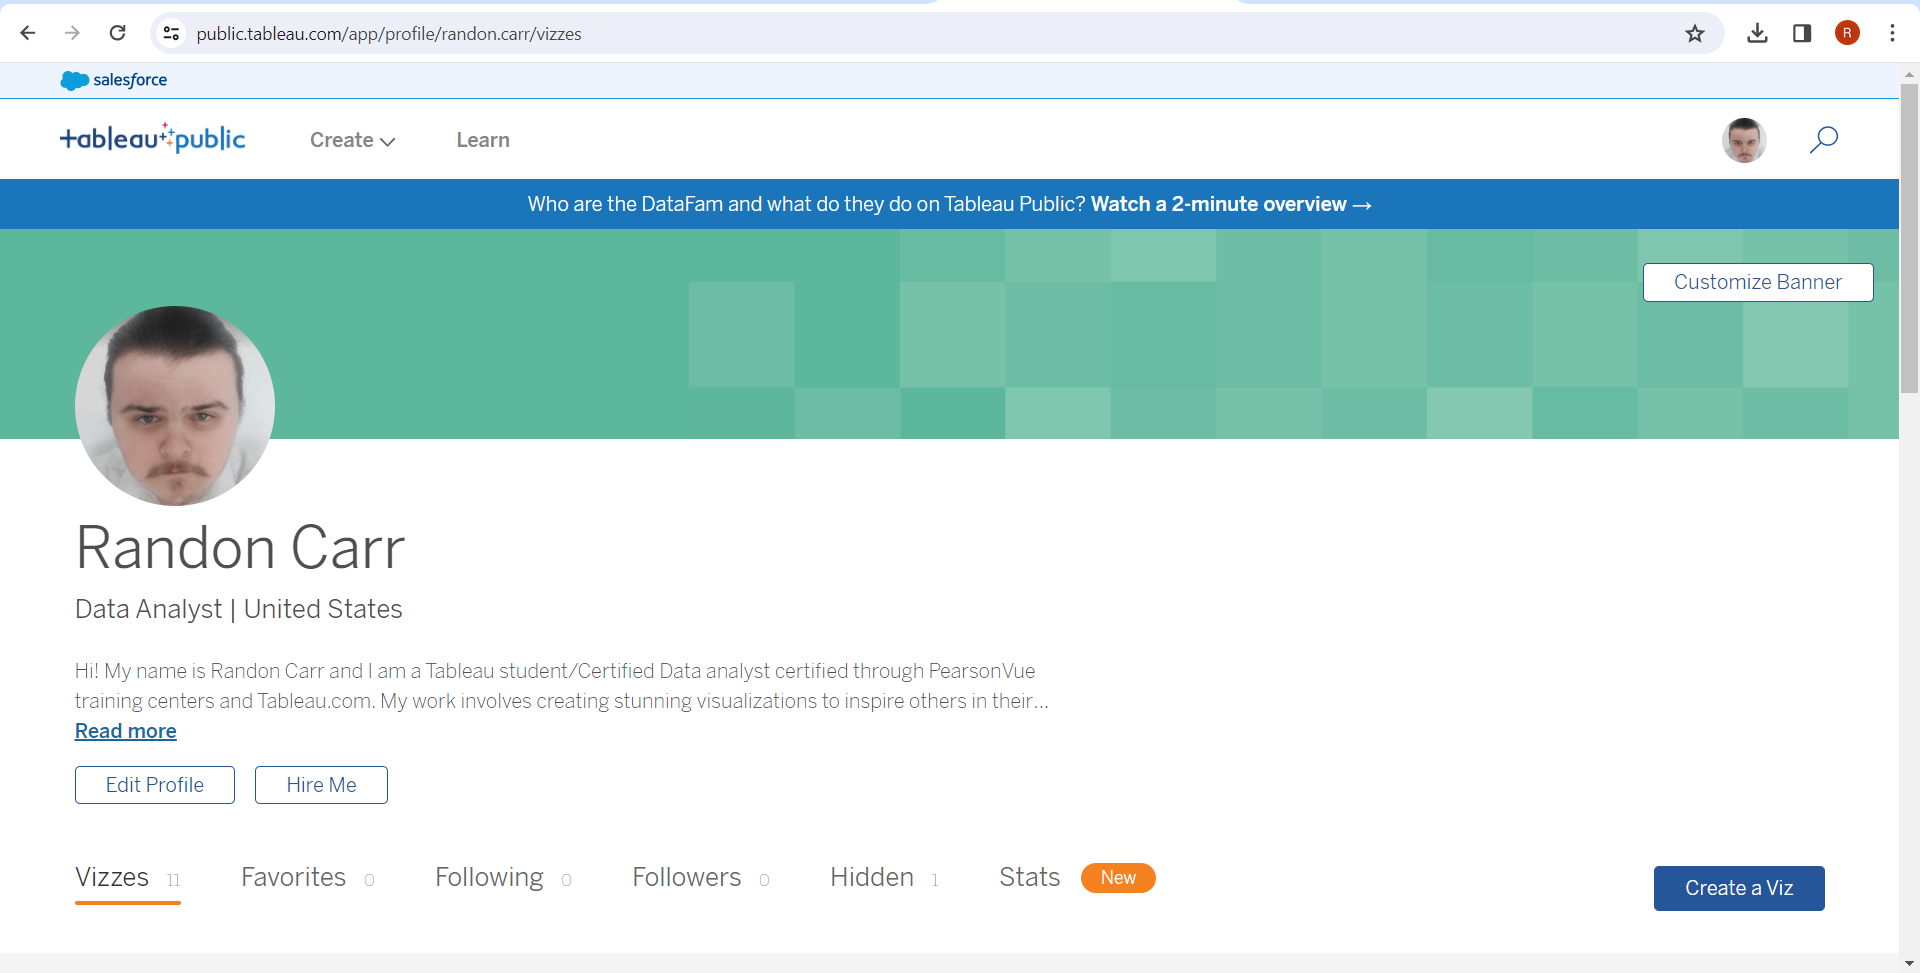 public.tableau.com/app/profile/randon.carr/vizzes
R
salesforce
+ableau public
Create
Learn
Who are the DataFam and what do they do on Tableau Public? Watch a 2-minute overview →
Customize Banner
Randon Carr
Data Analyst | United States
Hi! My name is Randon Carr and I am a Tableau student/Certified Data analyst certified through PearsonVue
training centers and Tableau.com. My work involves creating stunning visualizations to inspire others in their...
Read more
Edit Profile
Hire Me
Vizzes 11
Favorites 0
Following 0
Followers 0
Hidden 1
Stats New
Create a Viz